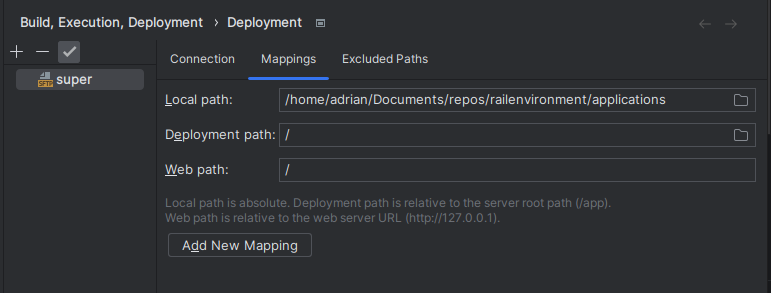 Build, Execution, Deployment › Deployment
SFTP super
Connection Mappings Excluded Paths
Local path: /home/adrian/Documents/repos/railenvironment/applications
Deployment path: /
Web path: /
Local path is absolute. Deployment path is relative to the server root path (/app).
Web path is relative to the web server URL (http://127.0.0.1).
Add New Mapping